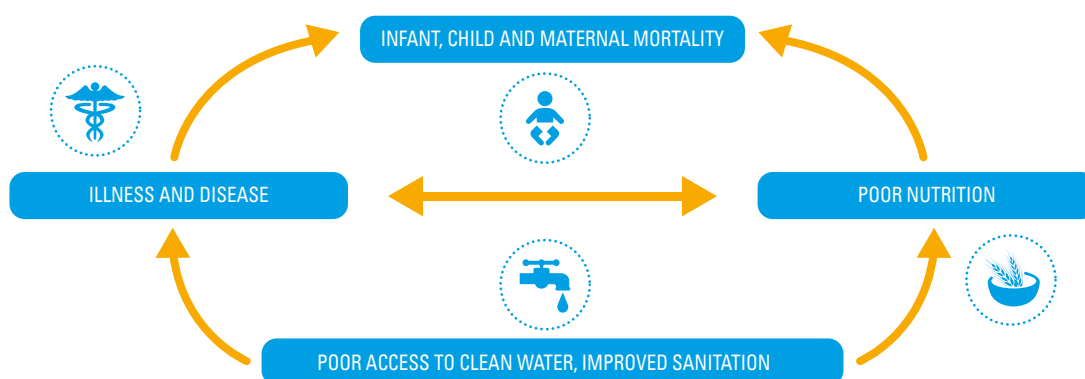 INFANT, CHILD AND MATERNAL MORTALITY
ILLNESS AND DISEASE
POOR NUTRITION
POOR ACCESS TO CLEAN WATER, IMPROVED SANITATION